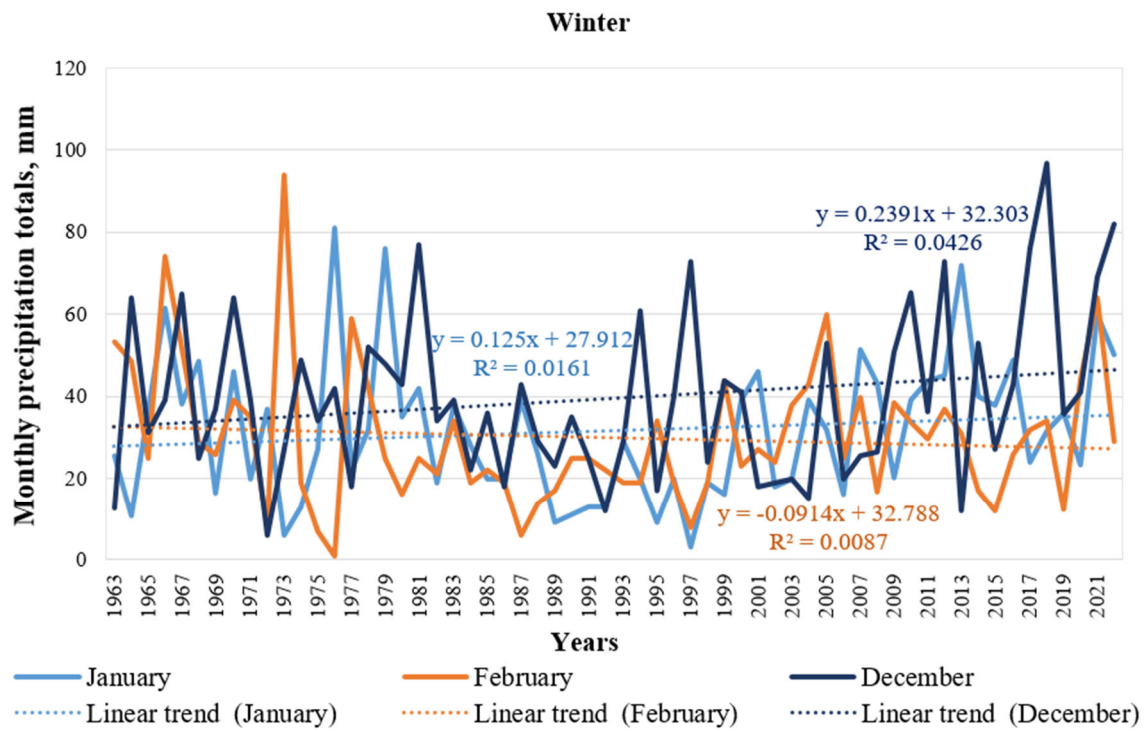 Winter
Monthly precipitation totals, mm
120
100
80
60
40
20
0
y = 0.2391x + 32.303
R² = 0.0426
y = 0.125x + 27.912
R² = 0.0161
y = -0.0914x + 32.788
R² = 0.0087
1963 1965 1967 1969 1971 1973 1975 1977 1979 1981 1983 1985 1987 1989 1991 1993 1995 1997 1999 2001 2003 2005 2007 2009 2011 2013 2015 2017 2019 2021
Years
January February December
Linear trend (January) Linear trend (February) Linear trend (December)